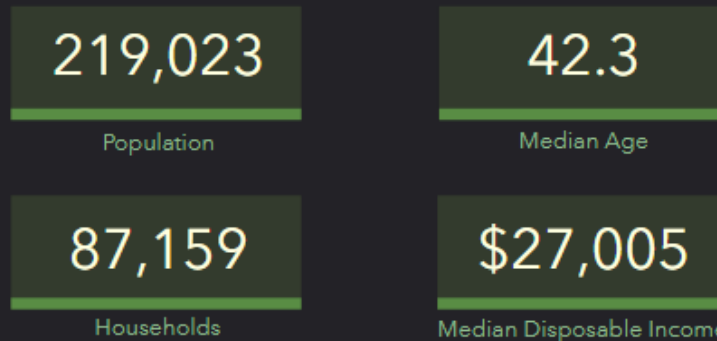 219,023
42.3
Population
Median Age
87,159
$27,005
Households
Median Disposable Income